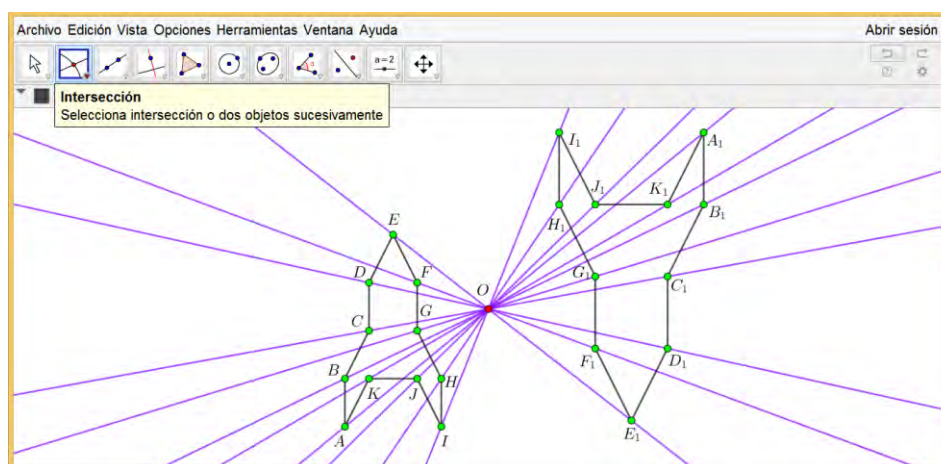 Archivo Edición Vista Opciones Herramientas Ventana Ayuda
Abrir sesión
a=2
Intersección
Selecciona intersección o dos objetos sucesivamente
I₁
A₁
J₁
K₁
H₁
B₁
E
D
F
G₁
C₁
O
C
G
F₁
D₁
B
K
J
H
A
I
E₁